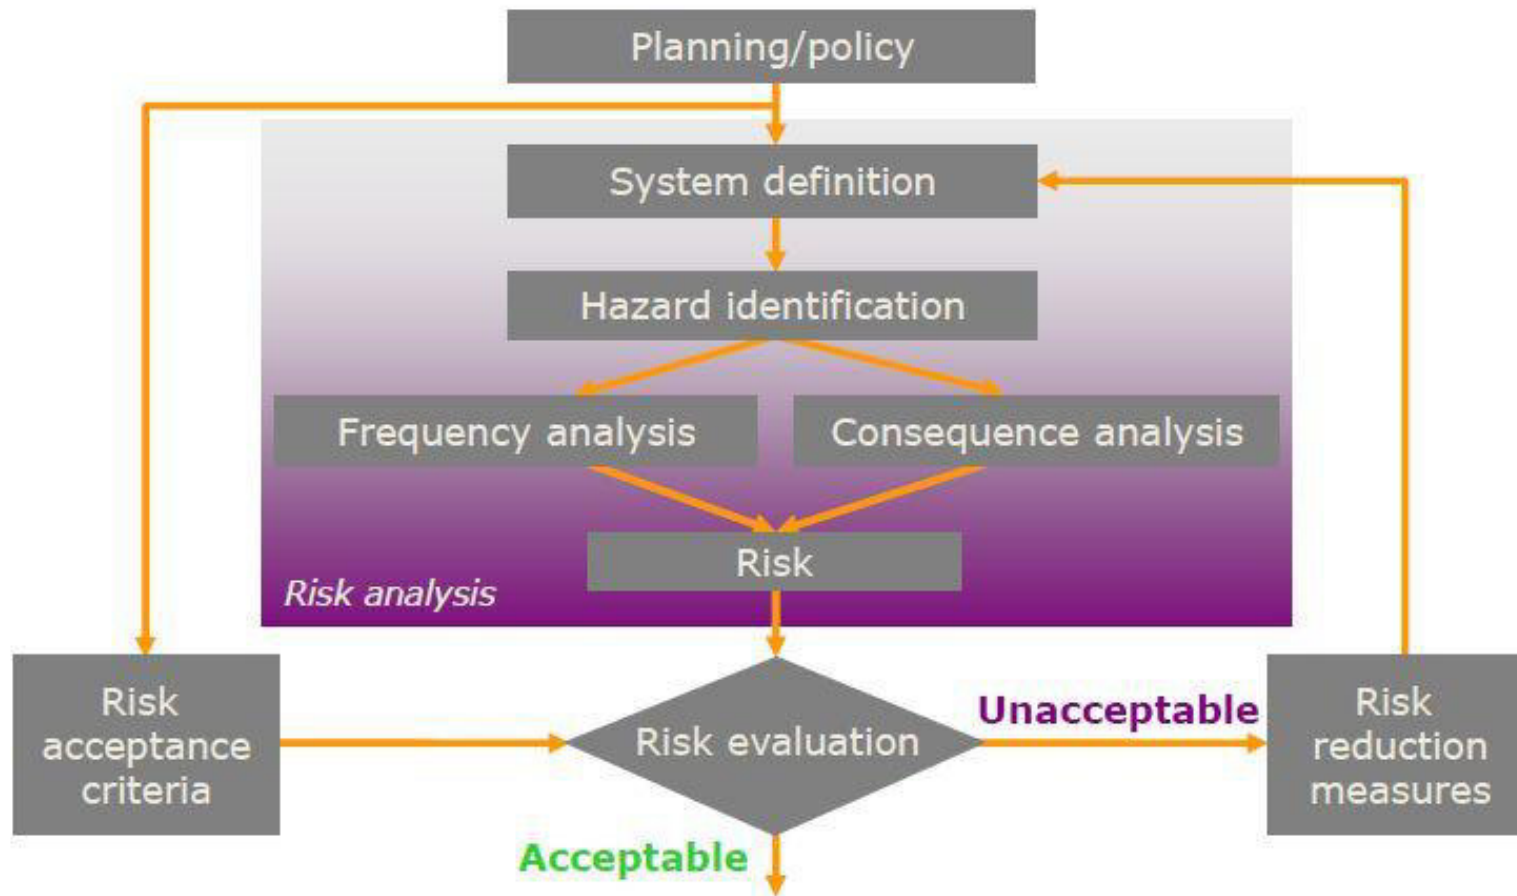 Planning/policy
System definition
Hazard identification
Frequency analysis
Consequence analysis
Risk
Risk analysis
Risk
acceptance
criteria
Risk evaluation
Unacceptable
Risk
reduction
measures
Acceptable